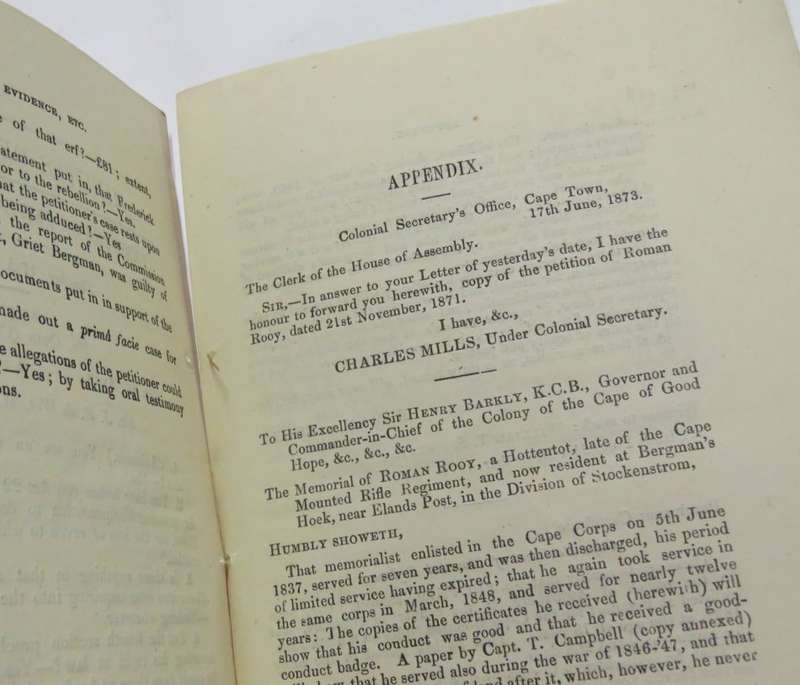 EVIDENCE, ETC.
e of that erf?—£81; extent,
atement put in, that Frederick
or to the rebellion?—Yes.
at the petitioner's case rests upon
being adduced?—Yes.
the report of the Commission
Griet Bergman, was guilty of
ocuments put in in support of the
nade out a primâ facie case for
e allegations of the petitioner could
?—Yes; by taking oral testimony
ons.
APPENDIX.
Colonial Secretary's Office, Cape Town,
17th June, 1873.
The Clerk of the House of Assembly.
SIR,—In answer to your Letter of yesterday's date, I have the
honour to forward you herewith, copy of the petition of Roman
Rooy, dated 21st November, 1871.
I have, &c.,
CHARLES MILLS, Under Colonial Secretary.
To His Excellency Sir HENRY BARKLY, K.C.B., Governor and
Commander-in-Chief of the Colony of the Cape of Good
Hope, &c., &c., &c.
The Memorial of ROMAN ROOY, a Hottentot, late of the Cape
Mounted Rifle Regiment, and now resident at Bergman's
Hoek, near Elands Post, in the Division of Stockenstrom,
HUMBLY SHOWETH,
That memorialist enlisted in the Cape Corps on 5th June
1837, served for seven years, and was then discharged, his period
of limited service having expired; that he again took service in
the same corps in March, 1848, and served for nearly twelve
years: The copies of the certificates he received (herewith) will
show that his conduct was good and that he received a good-
conduct badge. A paper by Capt. T. Campbell (copy annexed)
that he served also during the war of 1846-'47, and that
after it, which, however, he never